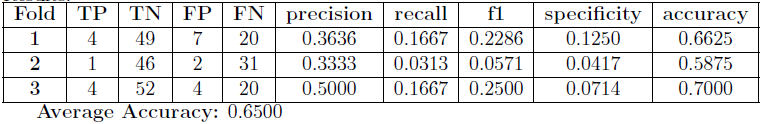 Fold TP TN FP FN precision recall f1 specificity accuracy
1 4 49 7 20 0.3636 0.1667 0.2286 0.1250 0.6625
2 1 46 2 31 0.3333 0.0313 0.0571 0.0417 0.5875
3 4 52 4 20 0.5000 0.1667 0.2500 0.0714 0.7000
Average Accuracy: 0.6500